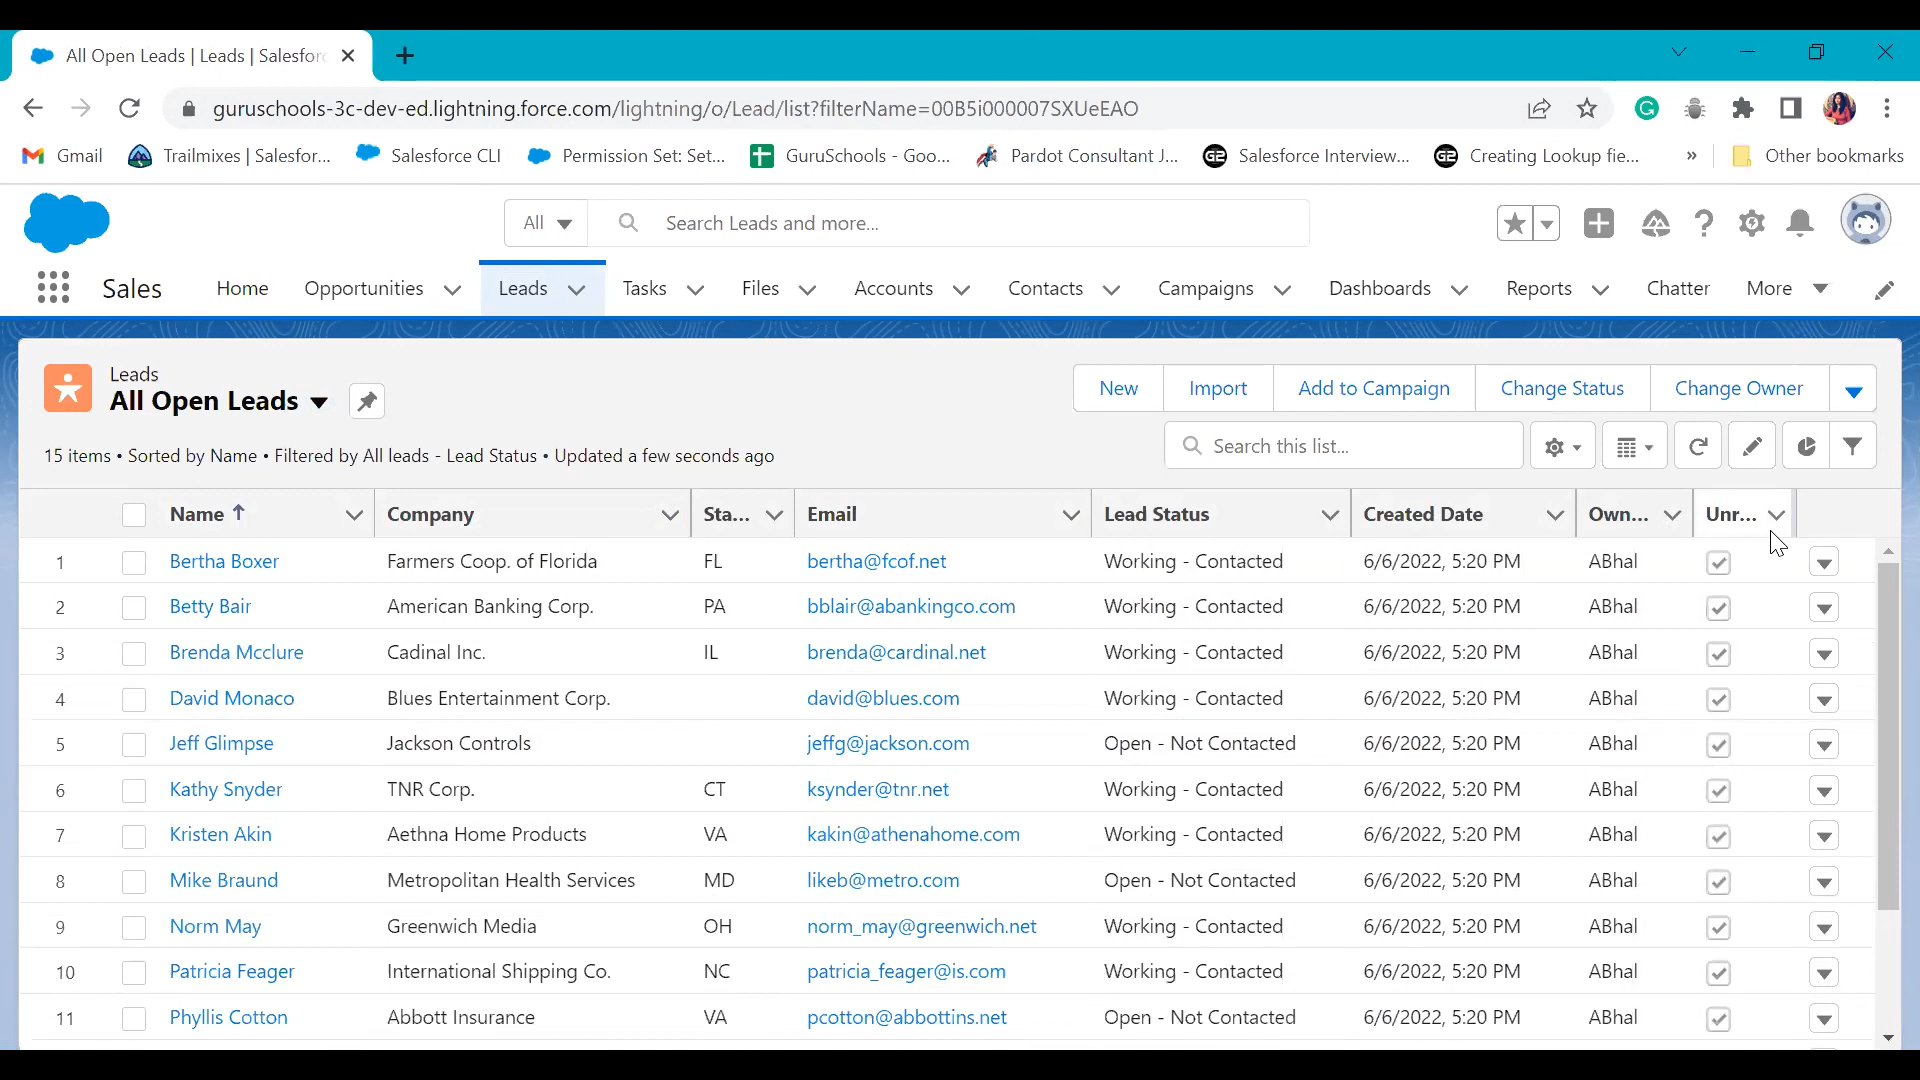 All Open Leads | Leads | Salesfor
guruschools-3c-dev-ed.lightning.force.com/lightning/o/Lead/list?filterName=00B5i000007SXUeEAO
Gmail Trailmixes | Salesfor... Salesforce CLI Permission Set: Set... GuruSchools - Goo... Pardot Consultant J... G2 Salesforce Interview... G2 Creating Lookup fie... » Other bookmarks
All Search Leads and more...
Sales Home Opportunities Leads Tasks Files Accounts Contacts Campaigns Dashboards Reports Chatter More
Leads
All Open Leads
New Import Add to Campaign Change Status Change Owner
15 items • Sorted by Name • Filtered by All leads - Lead Status • Updated a few seconds ago
Search this list...
Name Company Sta... Email Lead Status Created Date Own... Unr...
1 Bertha Boxer Farmers Coop. of Florida FL bertha@fcof.net Working - Contacted 6/6/2022, 5:20 PM ABhal
2 Betty Bair American Banking Corp. PA bblair@abankingco.com Working - Contacted 6/6/2022, 5:20 PM ABhal
3 Brenda Mcclure Cadinal Inc. IL brenda@cardinal.net Working - Contacted 6/6/2022, 5:20 PM ABhal
4 David Monaco Blues Entertainment Corp. david@blues.com Working - Contacted 6/6/2022, 5:20 PM ABhal
5 Jeff Glimpse Jackson Controls jeffg@jackson.com Open - Not Contacted 6/6/2022, 5:20 PM ABhal
6 Kathy Snyder TNR Corp. CT ksynder@tnr.net Working - Contacted 6/6/2022, 5:20 PM ABhal
7 Kristen Akin Aethna Home Products VA kakin@athenahome.com Working - Contacted 6/6/2022, 5:20 PM ABhal
8 Mike Braund Metropolitan Health Services MD likeb@metro.com Open - Not Contacted 6/6/2022, 5:20 PM ABhal
9 Norm May Greenwich Media OH norm_may@greenwich.net Working - Contacted 6/6/2022, 5:20 PM ABhal
10 Patricia Feager International Shipping Co. NC patricia_feager@is.com Working - Contacted 6/6/2022, 5:20 PM ABhal
11 Phyllis Cotton Abbott Insurance VA pcotton@abbottins.net Open - Not Contacted 6/6/2022, 5:20 PM ABhal